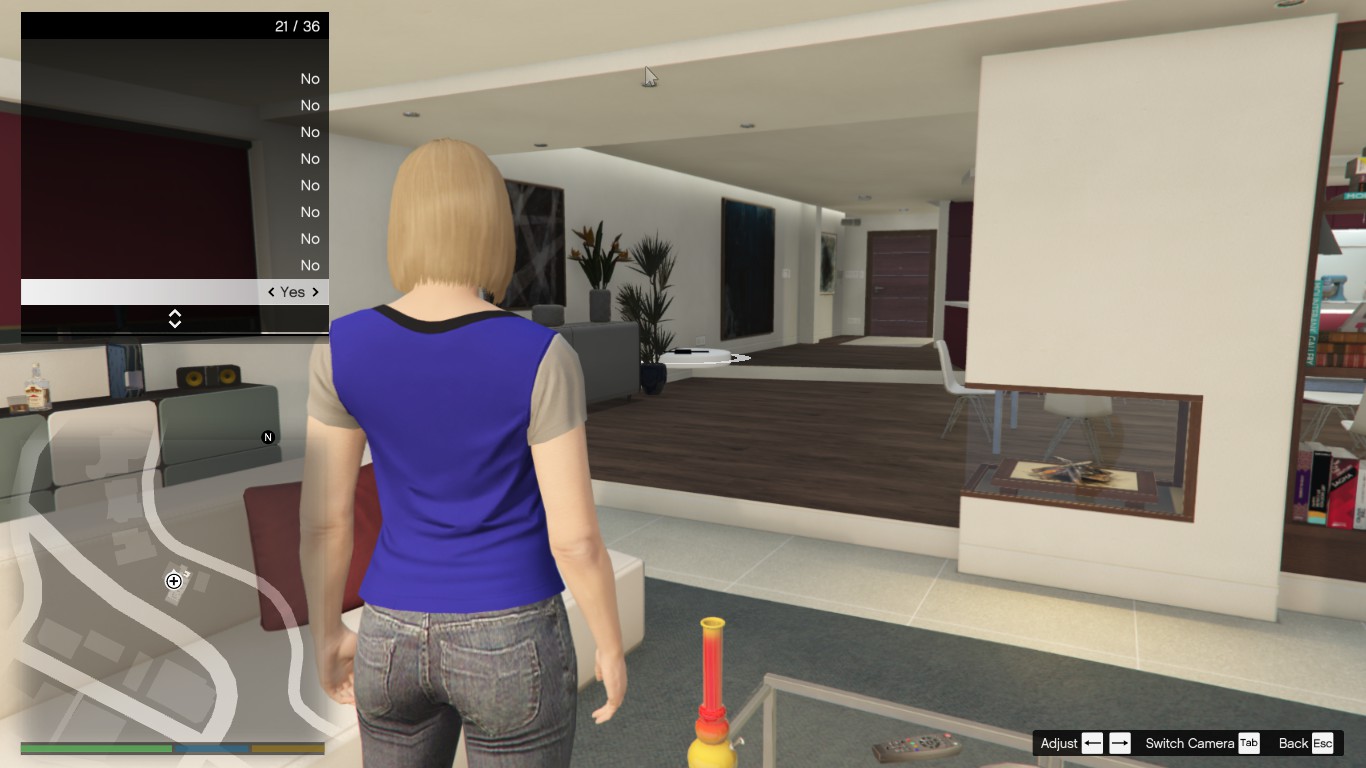 21 / 36
No
No
No
No
No
No
No
No
< Yes >
N
Adjust ← → Switch Camera Tab Back Esc